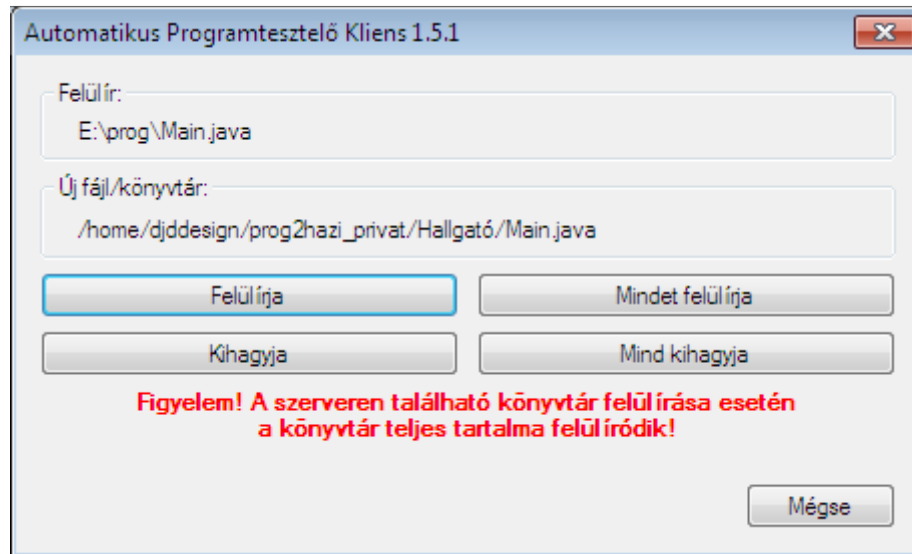 Automatikus Programtesztelő Kliens 1.5.1
Felülír:
E:\prog\Main.java
Új fájl/könyvtár:
/home/djddesign/prog2hazi_privat/Hallgató/Main.java
Felülírja
Mindet felülírja
Kihagyja
Mind kihagyja
Figyelem! A szerveren található könyvtár felülírása esetén
a könyvtár teljes tartalma felülíródik!
Mégse